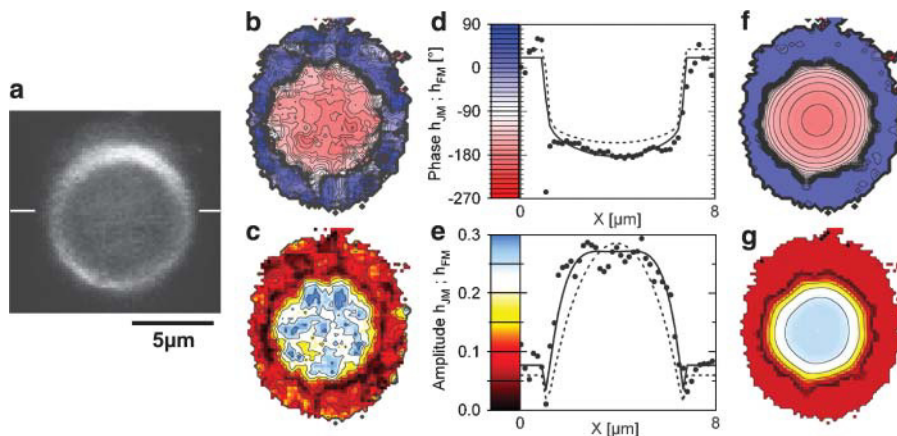 a
5µm
b
c
d
Phase h_JM ; h_FM [°]
90
0
-90
-180
-270
0
8
X [µm]
e
Amplitude h_JM ; h_FM
0.3
0.2
0.1
0.0
0
8
X [µm]
f
g